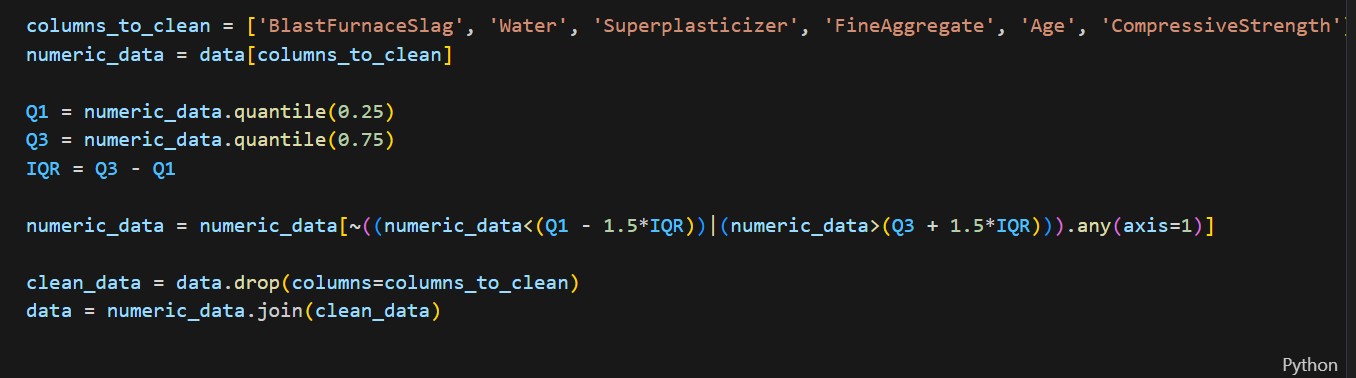 columns_to_clean = ['BlastFurnaceSlag', 'Water', 'Superplasticizer', 'FineAggregate', 'Age', 'CompressiveStrength']
numeric_data = data[columns_to_clean]
Q1 = numeric_data.quantile(0.25)
Q3 = numeric_data.quantile(0.75)
IQR = Q3 - Q1
numeric_data = numeric_data[~((numeric_data<(Q1 - 1.5*IQR))|(numeric_data>(Q3 + 1.5*IQR))).any(axis=1)]
clean_data = data.drop(columns=columns_to_clean)
data = numeric_data.join(clean_data)
Python